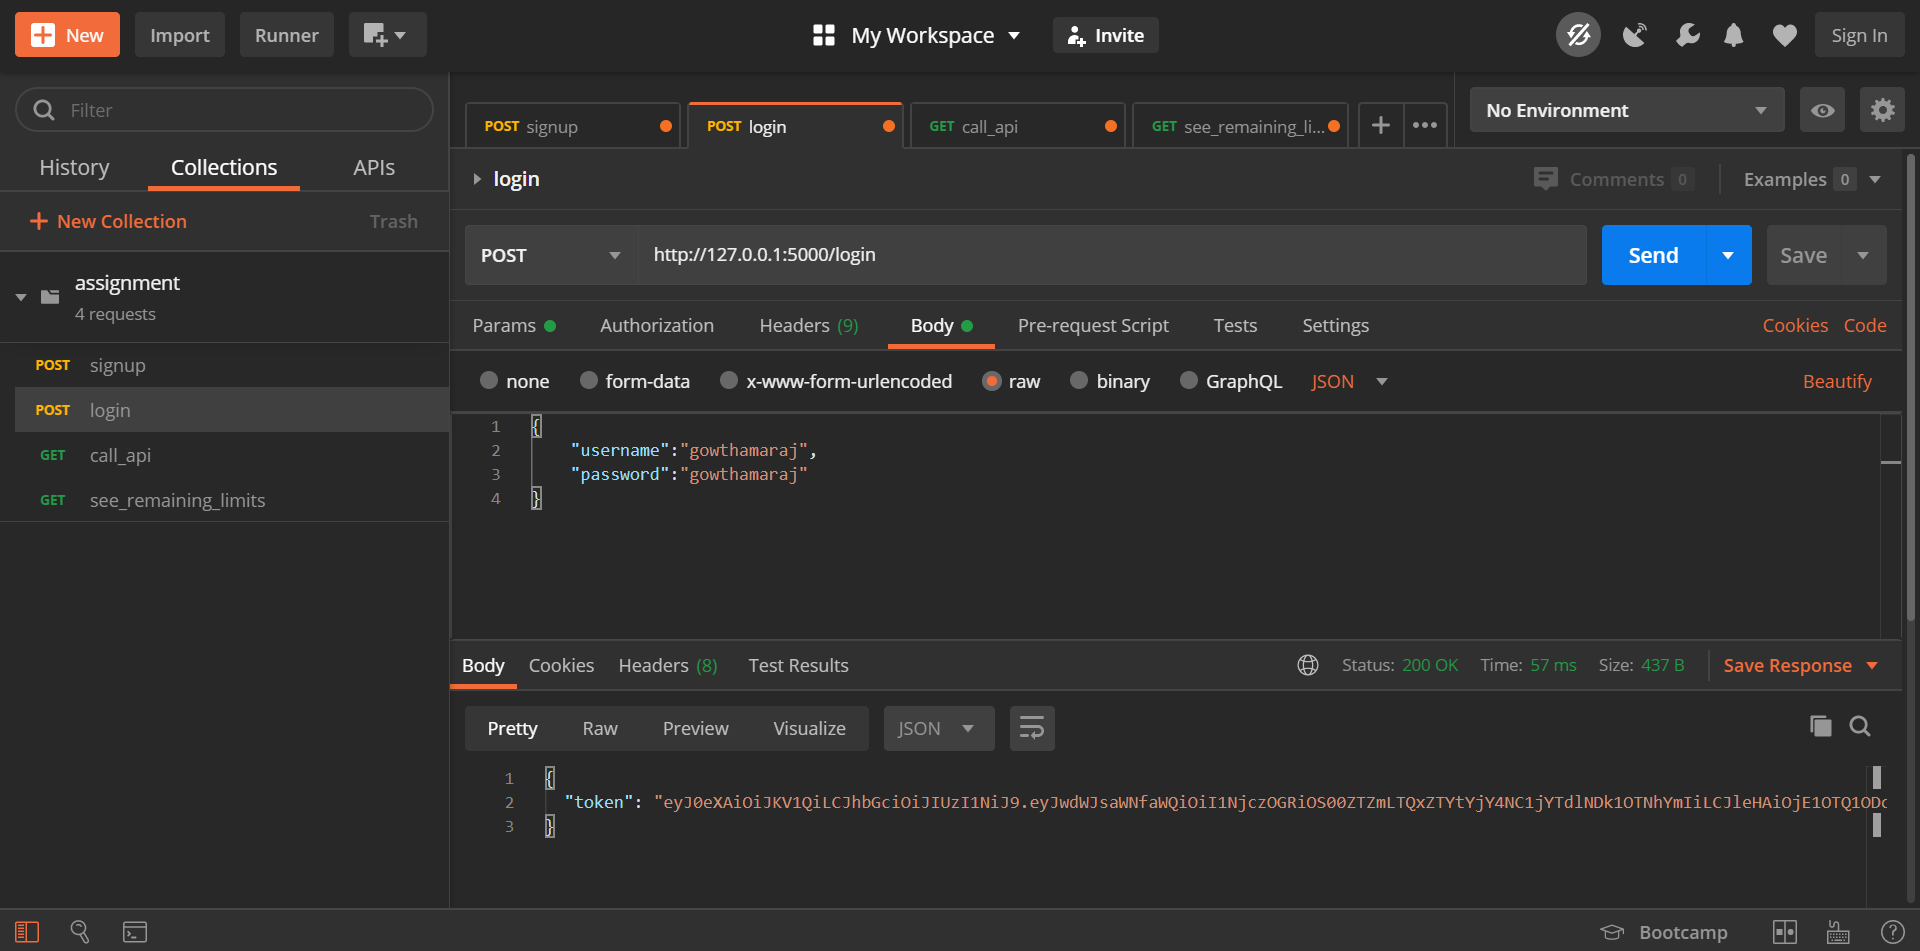 New Import Runner My Workspace Invite Sign In
Filter
History Collections APIs
New Collection Trash
assignment
4 requests
POST signup
POST login
GET call_api
GET see_remaining_limits
POST signup POST login GET call_api GET see_remaining_li... No Environment
login Comments 0 Examples 0
POST http://127.0.0.1:5000/login Send Save
Params Authorization Headers (9) Body Pre-request Script Tests Settings Cookies Code
none form-data x-www-form-urlencoded raw binary GraphQL JSON Beautify
1 {
2 "username":"gowthamaraj",
3 "password":"gowthamaraj"
4 }
Body Cookies Headers (8) Test Results Status: 200 OK Time: 57 ms Size: 437 B Save Response
Pretty Raw Preview Visualize JSON
1 {
2 "token": "eyJ0eXAiOiJKV1QiLCJhbGciOiJIUzI1NiJ9.eyJwdWJsaWNfaWQiOiI1NjczOGRiOS00ZTZmLTQxZTYtYjY4NC1jYTdlNDk1OTNhYmIiLCJleHAiOjE1OTQ1ODc
3 }
Bootcamp